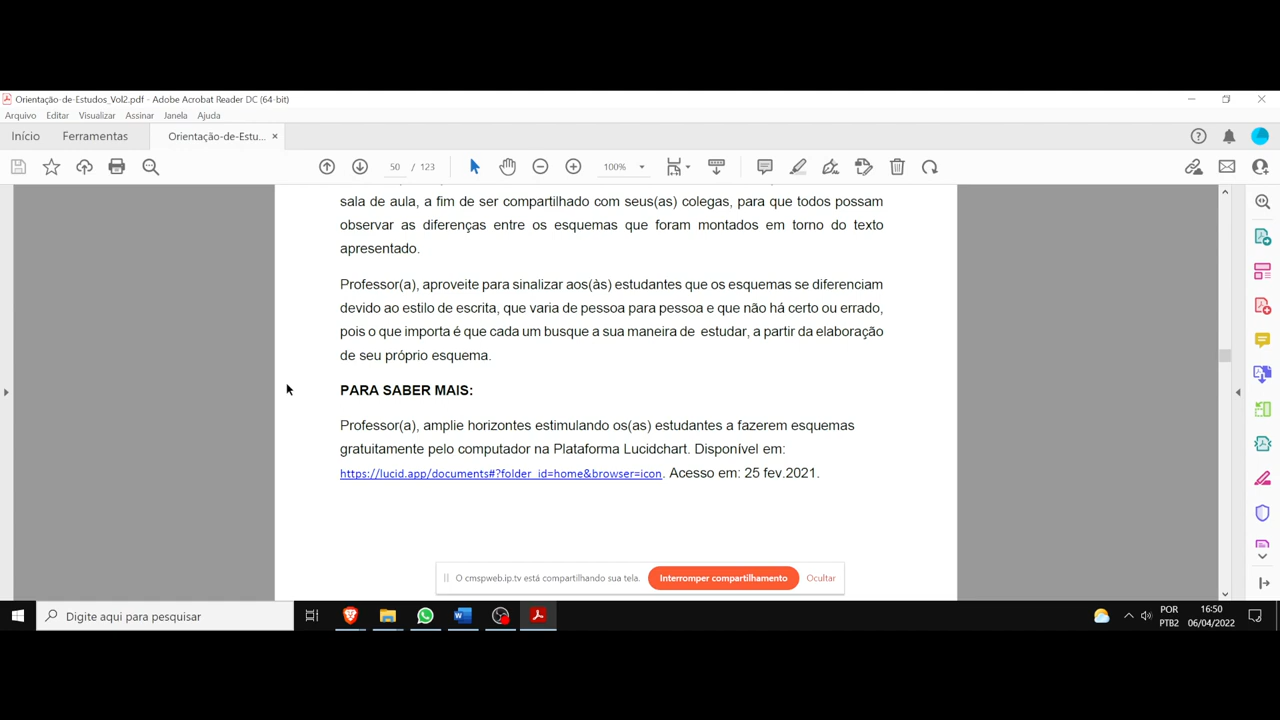 Orientação-de-Estudos_Vol2.pdf - Adobe Acrobat Reader DC (64-bit)
Arquivo Editar Visualizar Assinar Janela Ajuda
Início Ferramentas Orientação-de-Estu... ×
50 / 123 100%
sala de aula, a fim de ser compartilhado com seus(as) colegas, para que todos possam
observar as diferenças entre os esquemas que foram montados em torno do texto
apresentado.
Professor(a), aproveite para sinalizar aos(às) estudantes que os esquemas se diferenciam
devido ao estilo de escrita, que varia de pessoa para pessoa e que não há certo ou errado,
pois o que importa é que cada um busque a sua maneira de estudar, a partir da elaboração
de seu próprio esquema.
PARA SABER MAIS:
Professor(a), amplie horizontes estimulando os(as) estudantes a fazerem esquemas
gratuitamente pelo computador na Plataforma Lucidchart. Disponível em:
https://lucid.app/documents#?folder_id=home&browser=icon. Acesso em: 25 fev.2021.
O cmspweb.ip.tv está compartilhando sua tela. Interromper compartilhamento Ocultar
Digite aqui para pesquisar
POR 16:50
PTB2 06/04/2022